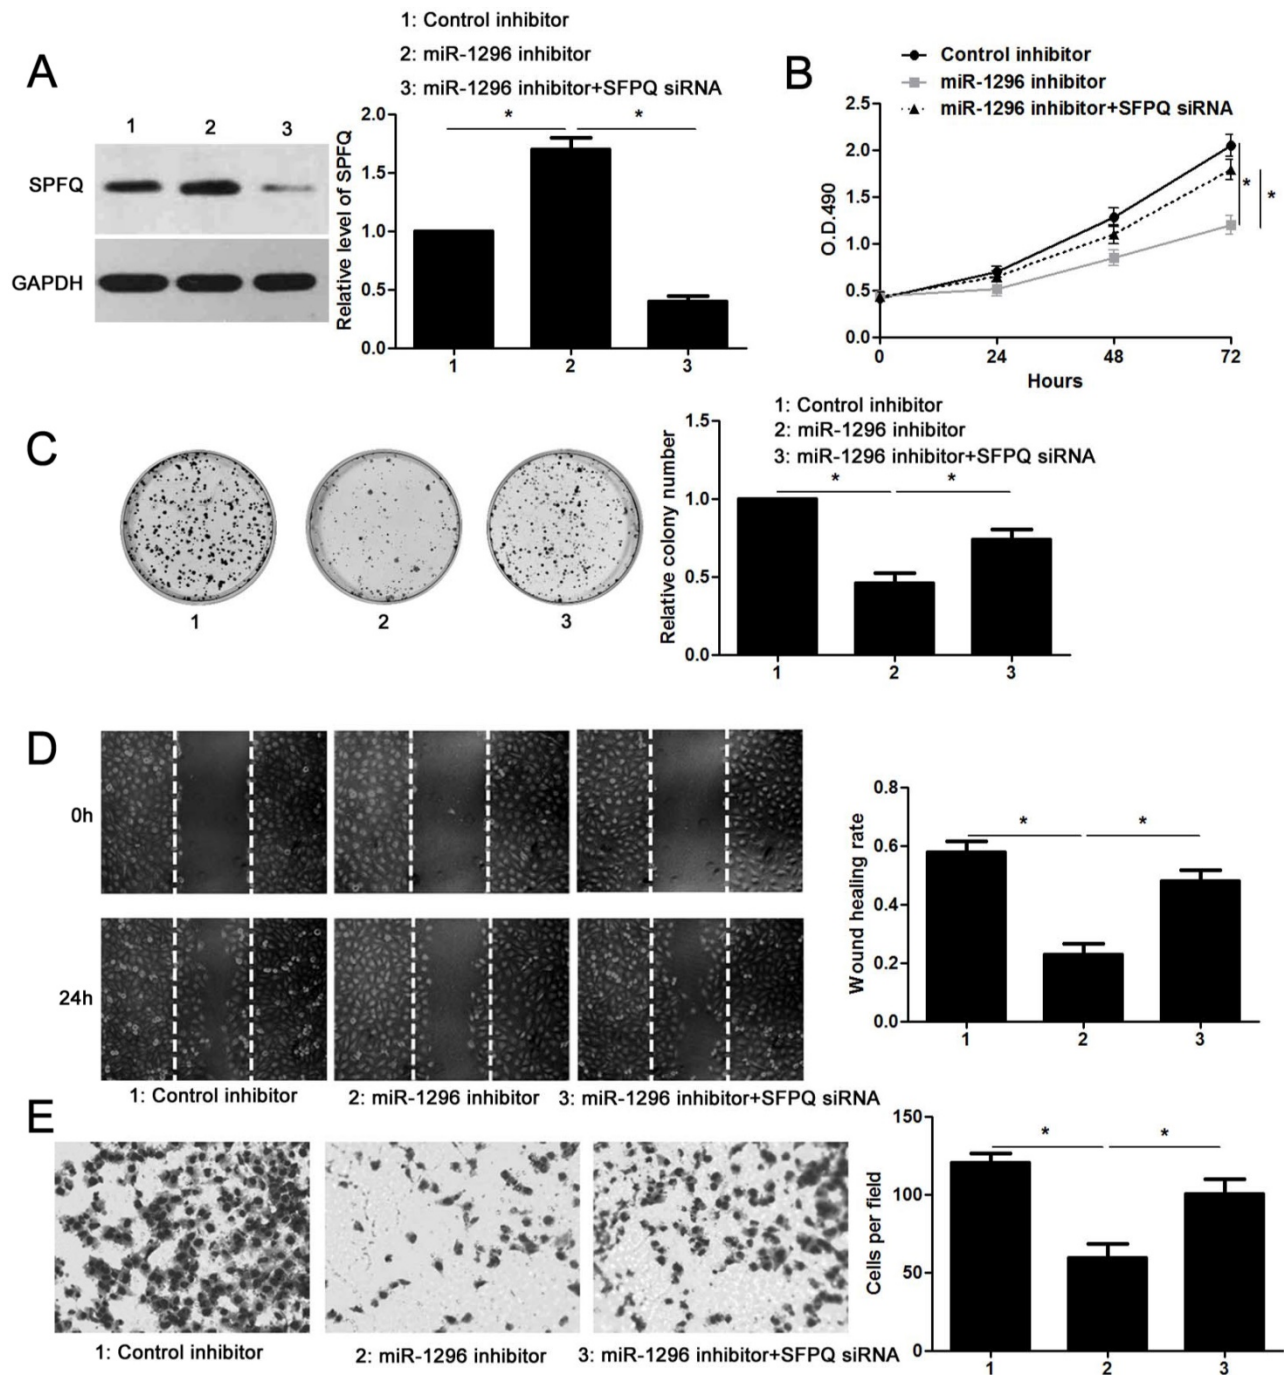 A
1: Control inhibitor
2: miR-1296 inhibitor
3: miR-1296 inhibitor+SFPQ siRNA
1 2 3
SPFQ
GAPDH
Relative level of SPFQ
2.0
1.5
1.0
0.5
0.0
* *
1 2 3
B
Control inhibitor
miR-1296 inhibitor
miR-1296 inhibitor+SFPQ siRNA
O.D.490
2.5
2.0
1.5
1.0
0.5
0.0
* *
0 24 48 72
Hours
C
1 2 3
1: Control inhibitor
2: miR-1296 inhibitor
3: miR-1296 inhibitor+SFPQ siRNA
Relative colony number
1.5
1.0
0.5
0.0
* *
1 2 3
D
0h
24h
1: Control inhibitor 2: miR-1296 inhibitor 3: miR-1296 inhibitor+SFPQ siRNA
Wound healing rate
0.8
0.6
0.4
0.2
0.0
* *
1 2 3
E
1: Control inhibitor 2: miR-1296 inhibitor 3: miR-1296 inhibitor+SFPQ siRNA
Cells per field
150
100
50
0
* *
1 2 3